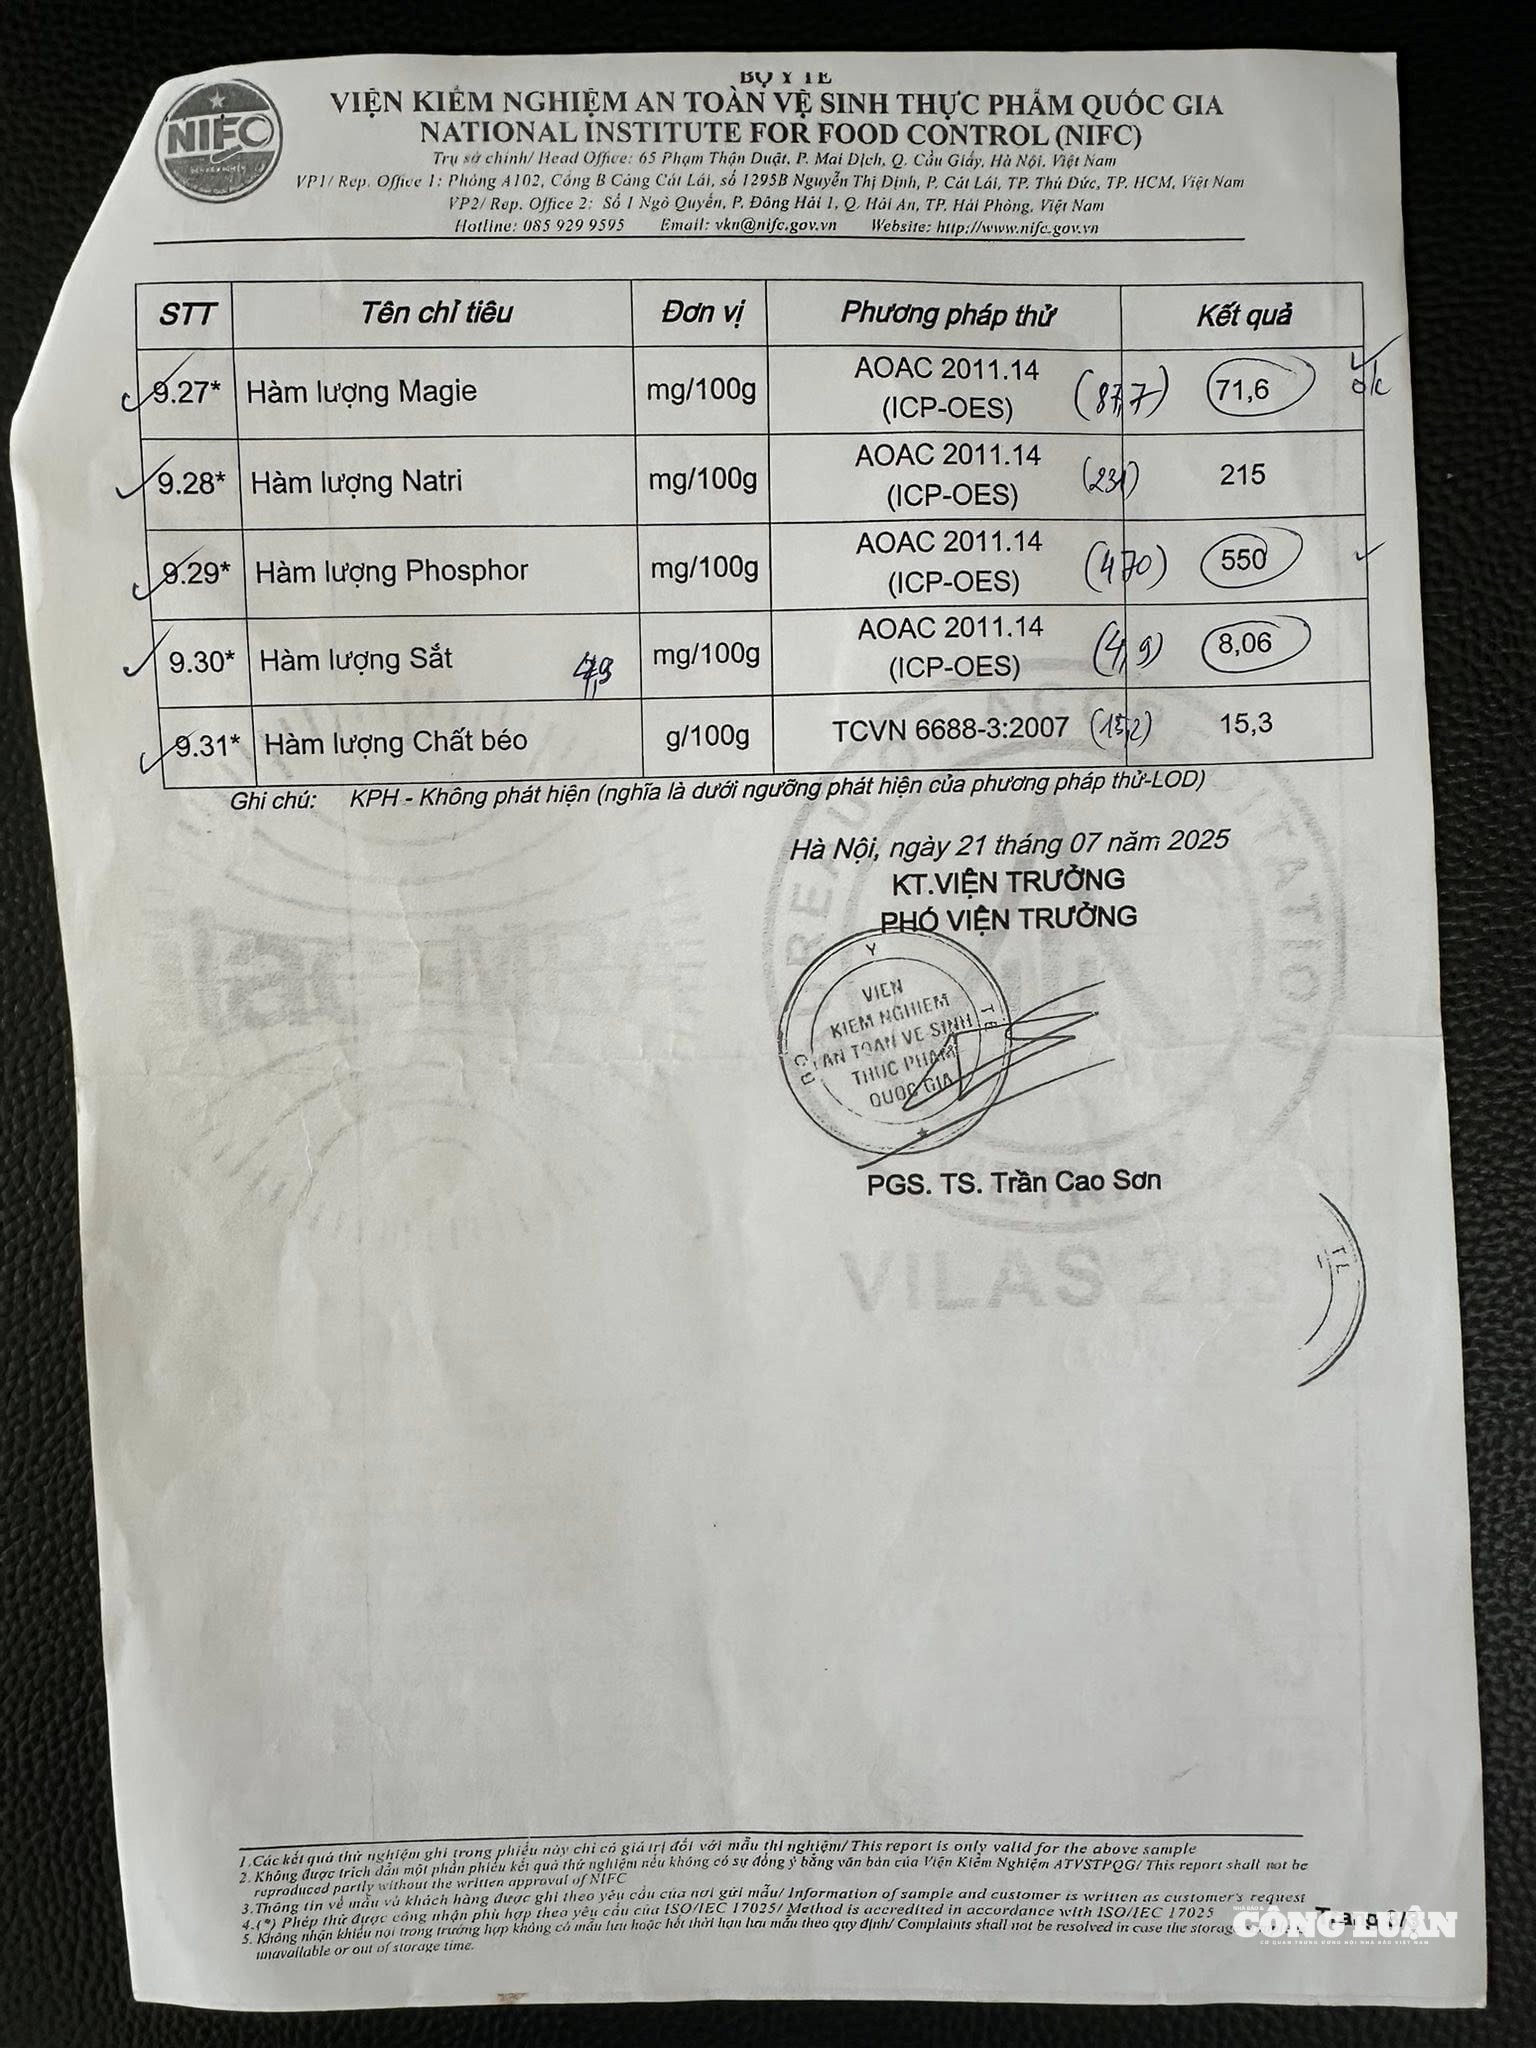 BỘ Y TẾ
NIFC
VIỆN KIỂM NGHIỆM AN TOÀN VỆ SINH THỰC PHẨM QUỐC GIA
NATIONAL INSTITUTE FOR FOOD CONTROL (NIFC)
Trụ sở chính/ Head Office: 65 Phạm Thận Duật, P. Mai Dịch, Q. Cầu Giấy, Hà Nội, Việt Nam
VP1/ Rep. Office 1: Phòng A102, Cổng B Cảng Cát Lái, số 1295B Nguyễn Thị Định, P. Cát Lái, TP. Thủ Đức, TP. HCM, Việt Nam
VP2/ Rep. Office 2: Số 1 Ngô Quyền, P. Đông Hải 1, Q. Hải An, TP. Hải Phòng, Việt Nam
Hotline: 085 929 9595 Email: vkn@nifc.gov.vn Website: http://www.nifc.gov.vn
STT Tên chỉ tiêu Đơn vị Phương pháp thử Kết quả
9.27* Hàm lượng Magie mg/100g AOAC 2011.14 (ICP-OES) (87,7) 71,6 ok
9.28* Hàm lượng Natri mg/100g AOAC 2011.14 (ICP-OES) (231) 215
9.29* Hàm lượng Phosphor mg/100g AOAC 2011.14 (ICP-OES) (470) 550
9.30* Hàm lượng Sắt 4,9 mg/100g AOAC 2011.14 (ICP-OES) (4,9) 8,06
9.31* Hàm lượng Chất béo g/100g TCVN 6688-3:2007 (15,2) 15,3
Ghi chú: KPH - Không phát hiện (nghĩa là dưới ngưỡng phát hiện của phương pháp thử-LOD)
Hà Nội, ngày 21 tháng 07 năm 2025
KT.VIỆN TRƯỞNG
PHÓ VIỆN TRƯỞNG
Y TẾ
VIỆN
KIỂM NGHIỆM
AN TOÀN VỆ SINH
THỰC PHẨM
QUỐC GIA
PGS. TS. Trần Cao Sơn
VILAS
1.Các kết quả thử nghiệm ghi trong phiếu này chỉ có giá trị đối với mẫu thí nghiệm/ This report is only valid for the above sample
2. Không được trích dẫn một phần phiếu kết quả thử nghiệm nếu không có sự đồng ý bằng văn bản của Viện Kiểm Nghiệm ATVSTPQG/ This report shall not be
reproduced partly without the written approval of NIFC
3.Thông tin về mẫu và khách hàng được ghi theo yêu cầu của nơi gửi mẫu/ Information of sample and customer is written as customer's request
4.(*) Phép thử được công nhận phù hợp theo yêu cầu của ISO/IEC 17025/ Method is accredited in accordance with ISO/IEC 17025
5. Không nhận khiếu nại trong trường hợp không có mẫu lưu hoặc hết thời hạn lưu mẫu theo quy định/ Complaints shall not be resolved in case the storage
unavailable or out of storage time.
Trang
NHÀ BÁO &
CÔNG LUẬN
CƠ QUAN TRUNG ƯƠNG HỘI NHÀ BÁO VIỆT NAM